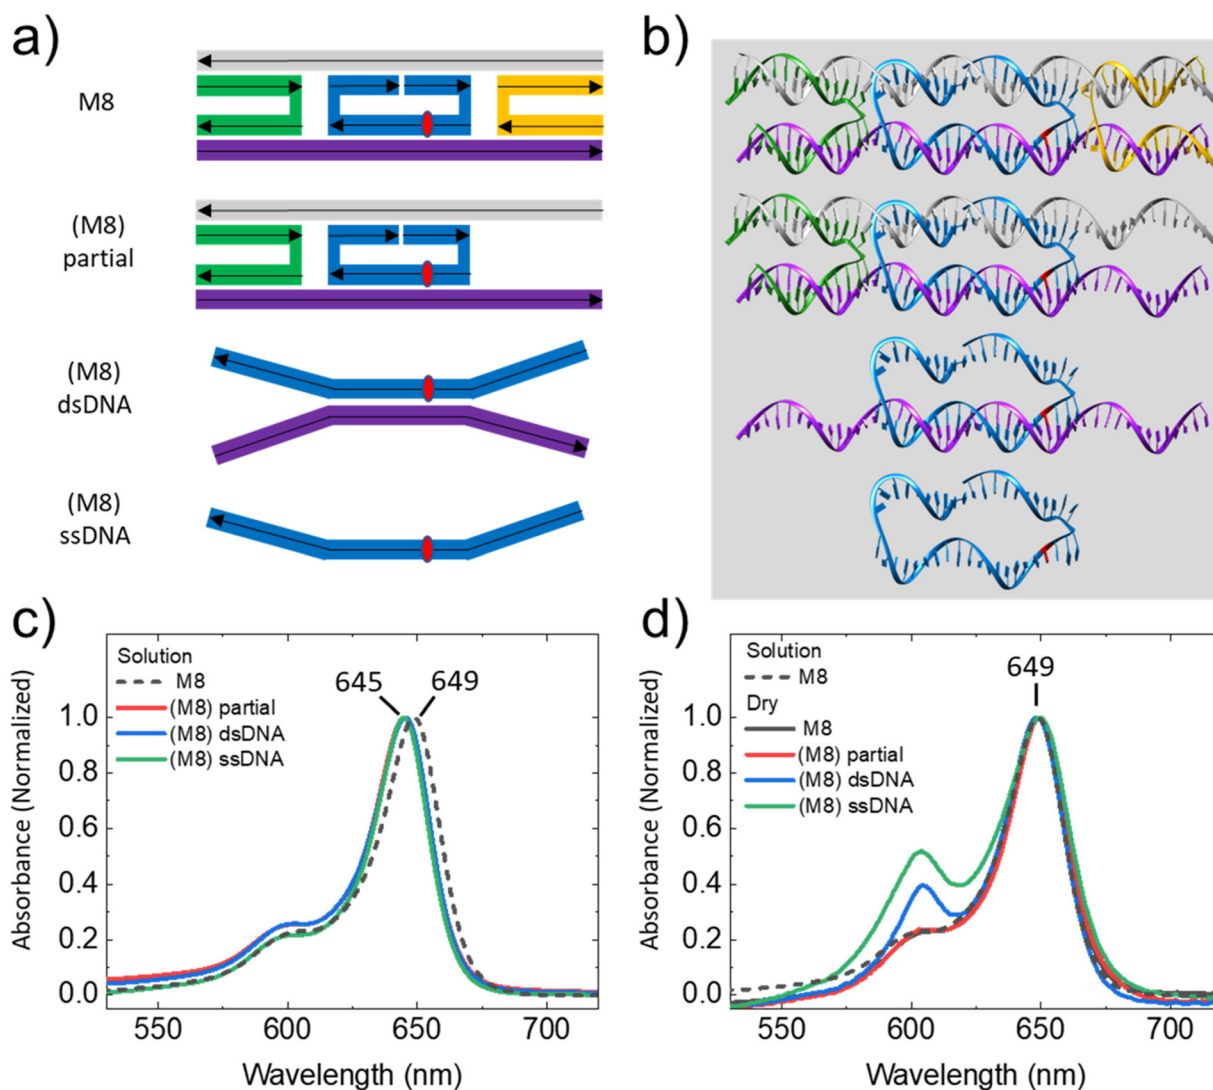 a)
M8
(M8)
partial
(M8)
dsDNA
(M8)
ssDNA
b)
c)
Solution
M8
(M8) partial
(M8) dsDNA
(M8) ssDNA
645
649
1.0
0.8
0.6
0.4
0.2
0.0
Absorbance (Normalized)
550
600
650
700
Wavelength (nm)
d)
Solution
M8
Dry
M8
(M8) partial
(M8) dsDNA
(M8) ssDNA
649
1.0
0.8
0.6
0.4
0.2
0.0
Absorbance (Normalized)
550
600
650
700
Wavelength (nm)